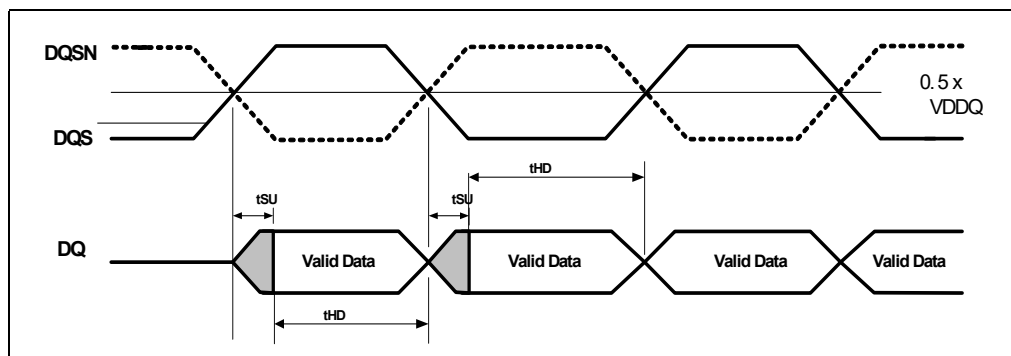 DQSN
0.5 x
VDDQ
DQS
tHD
tSU
tSU
DQ
Valid Data
Valid Data
Valid Data
Valid Data
tHD